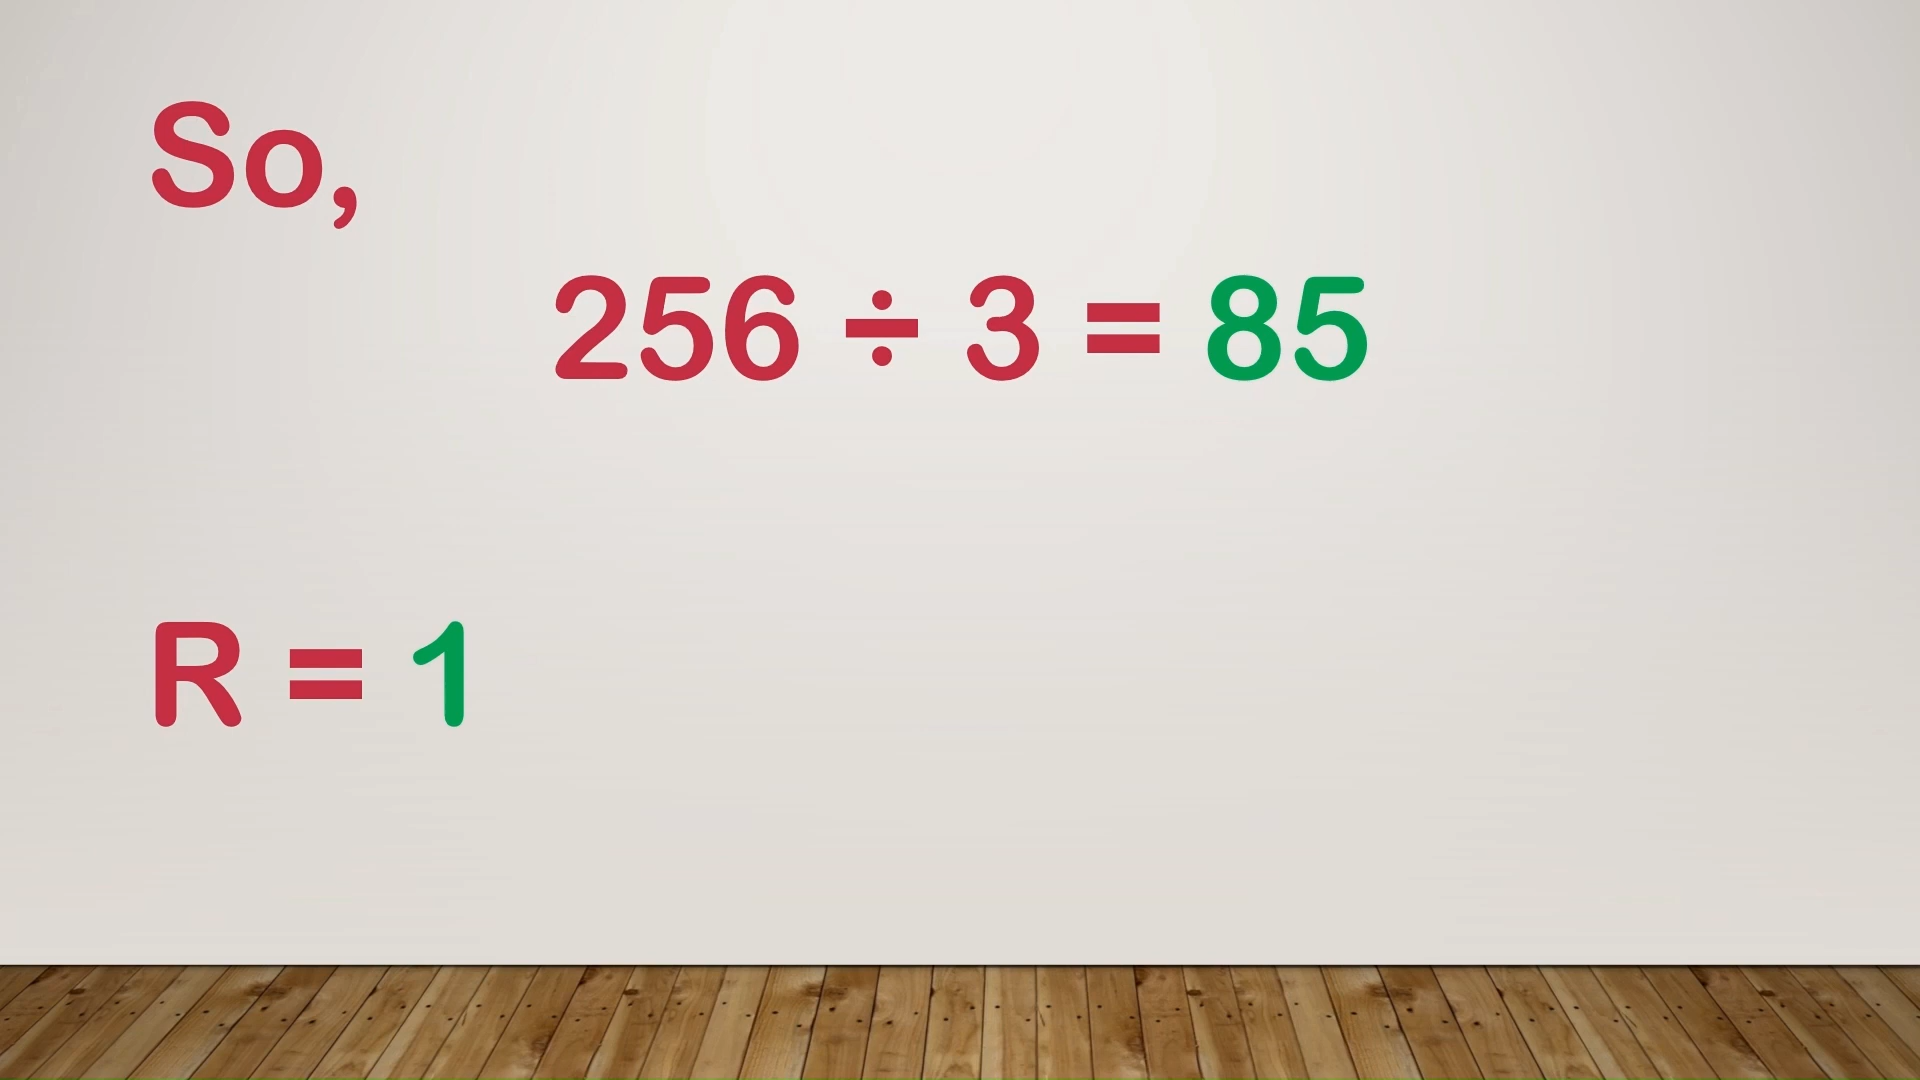 So,
256 ÷ 3 = 85
R = 1